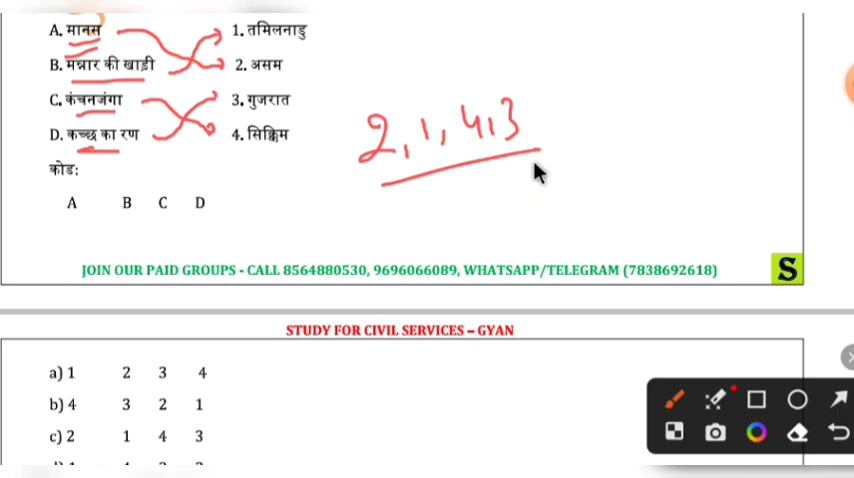 A. मानस 1. तमिलनाडु
B. मन्नार की खाड़ी 2. असम
C. कंचनजंगा 3. गुजरात
D. कच्छ का रण 4. सिक्किम
2, 1, 4, 3
कोड:
A B C D
JOIN OUR PAID GROUPS - CALL 8564880530, 9696066089, WHATSAPP/TELEGRAM (7838692618)
S
STUDY FOR CIVIL SERVICES – GYAN
a) 1 2 3 4
b) 4 3 2 1
c) 2 1 4 3